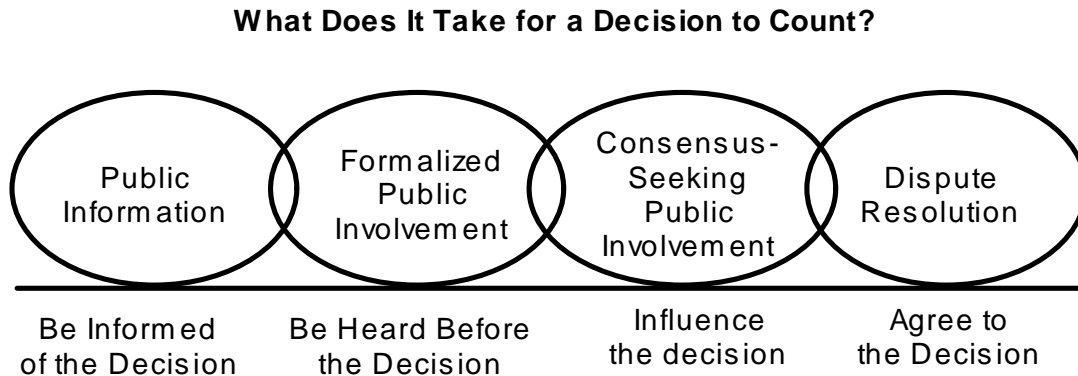 What Does It Take for a Decision to Count?
Public
Information
Formalized
Public
Involvement
Consensus-
Seeking
Public
Involvement
Dispute
Resolution
Be Informed
of the Decision
Be Heard Before
the Decision
Influence
the decision
Agree to
the Decision